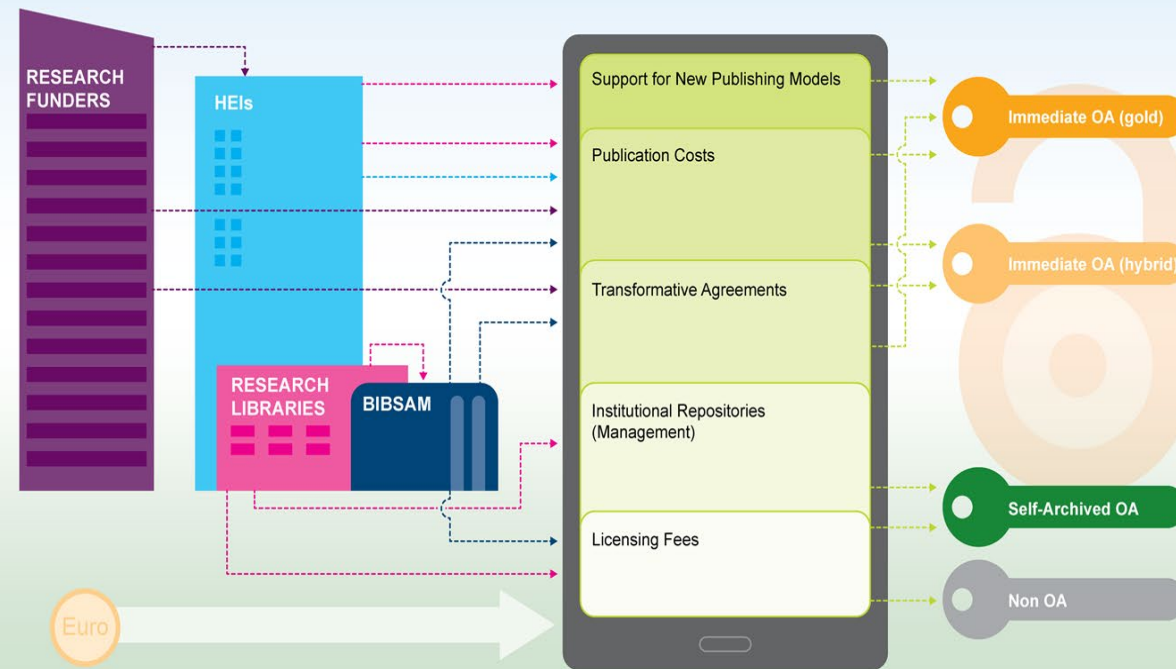 RESEARCH
FUNDERS
HEIs
RESEARCH
LIBRARIES
BIBSAM
Support for New Publishing Models
Publication Costs
Transformative Agreements
Institutional Repositories
(Management)
Licensing Fees
Immediate OA (gold)
Immediate OA (hybrid)
Self-Archived OA
Non OA
Euro